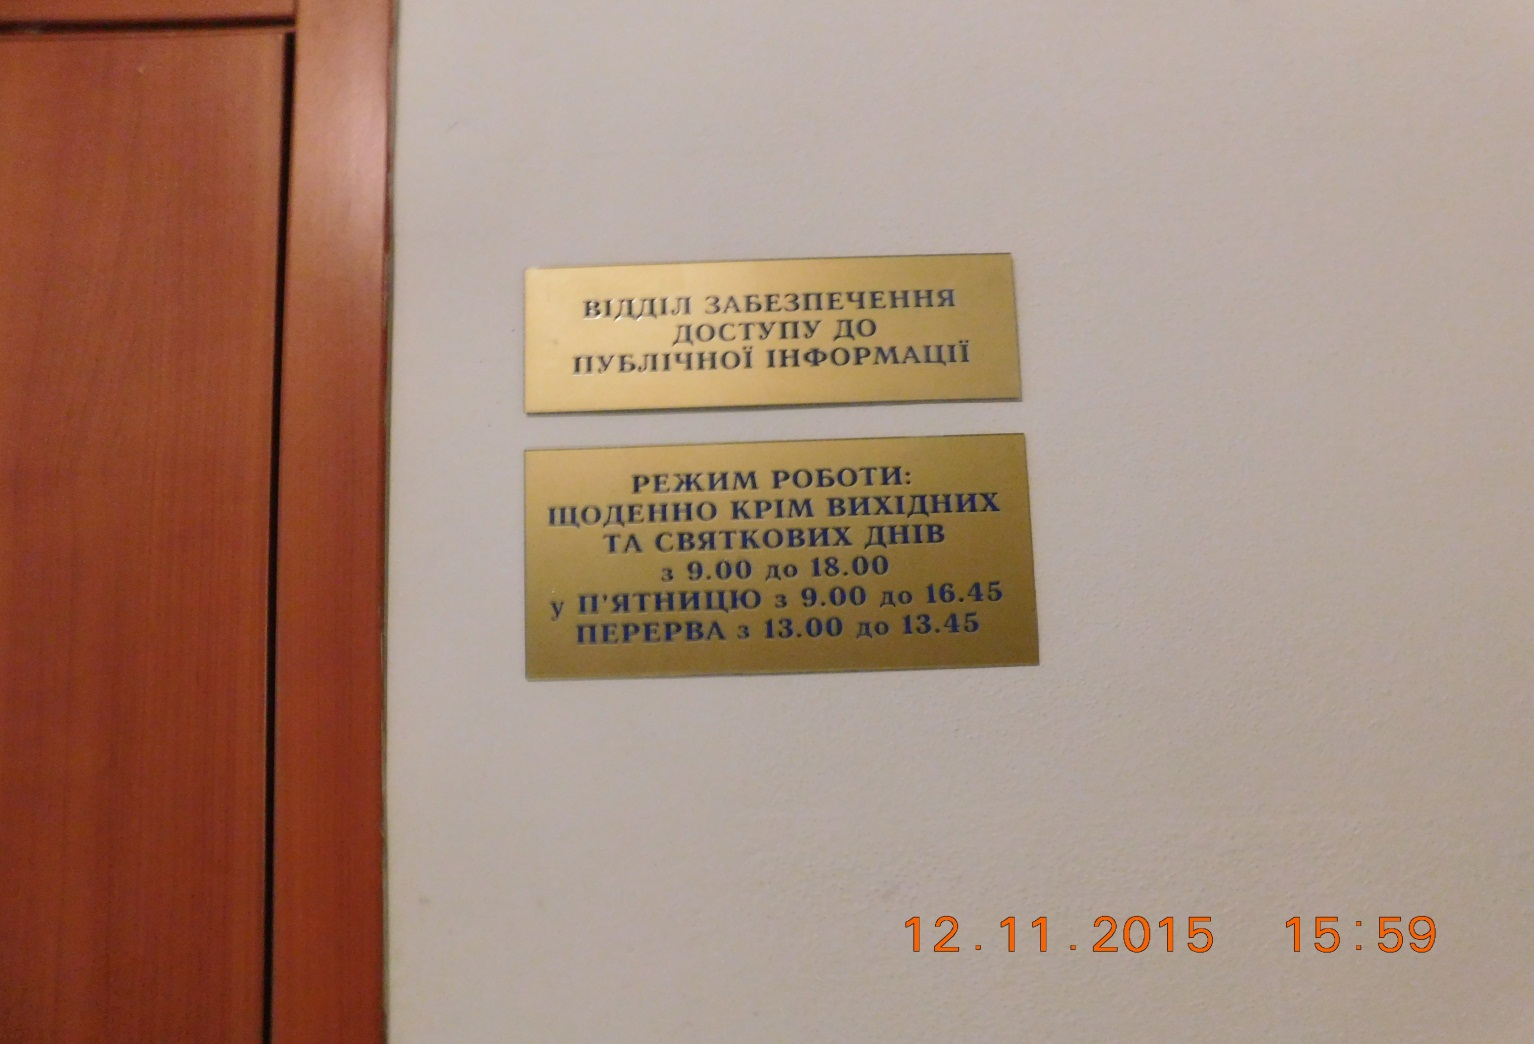 ВІДДІЛ ЗАБЕЗПЕЧЕННЯ
ДОСТУПУ ДО
ПУБЛІЧНОЇ ІНФОРМАЦІЇ
РЕЖИМ РОБОТИ:
ЩОДЕННО КРІМ ВИХІДНИХ
ТА СВЯТКОВИХ ДНІВ
з 9.00 до 18.00
у П'ЯТНИЦЮ з 9.00 до 16.45
ПЕРЕРВА з 13.00 до 13.45
12.11.2015 15:59